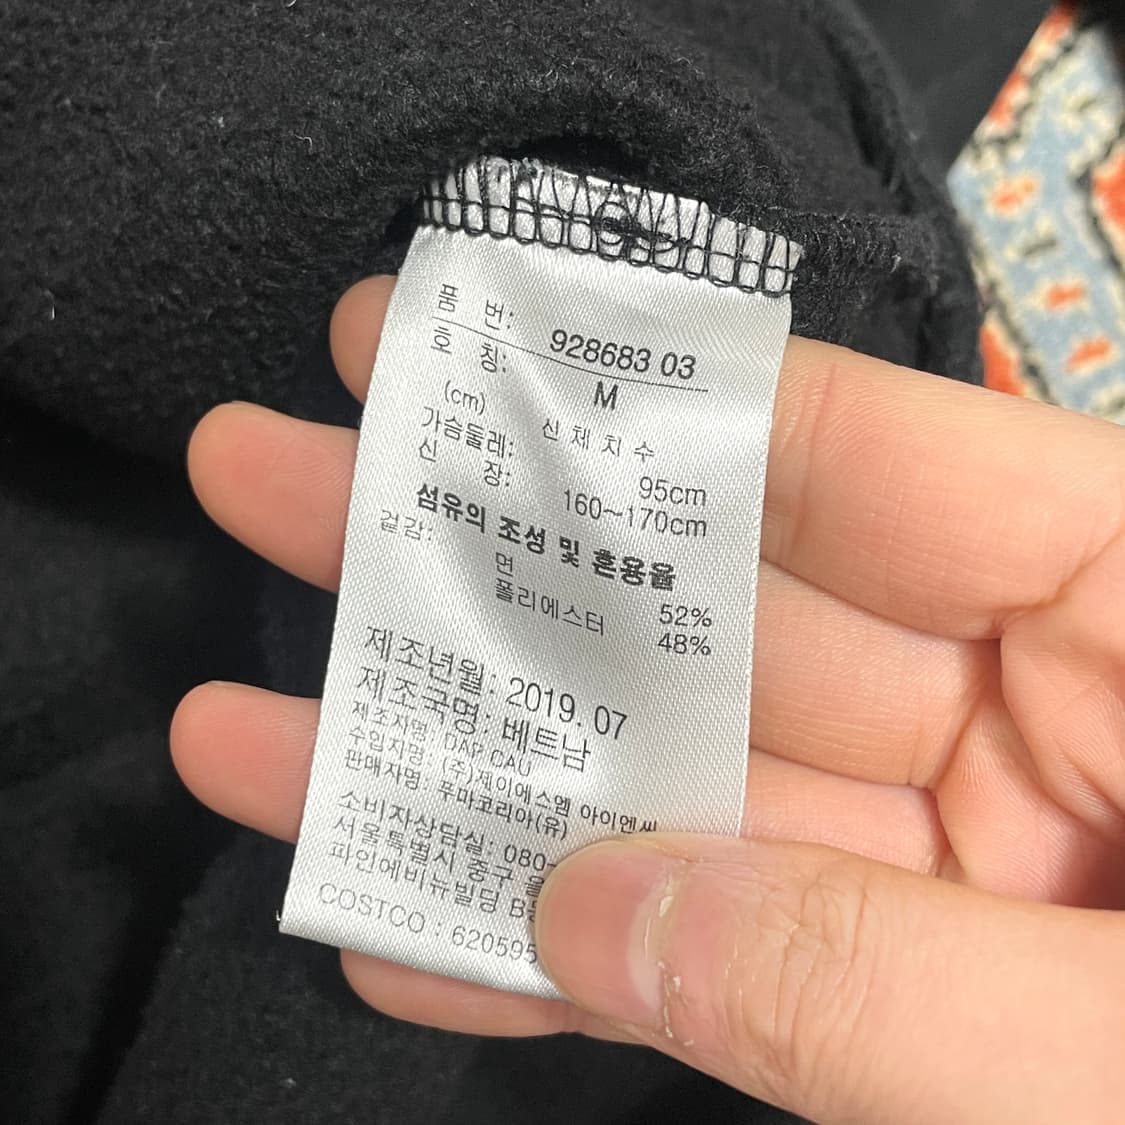 품 번: 928683 03
호 칭: M
(cm) 신체치수
가슴둘레: 95cm
신 장: 160~170cm
섬유의 조성 및 혼용율
겉감:
면 52%
폴리에스터 48%
제조년월: 2019. 07
제조국명: 베트남
제조자명: DAP CAU
수입자명: (주)제이에스엠 아이엔씨
판매자명: 푸마코리아(유)
소비자상담실: 080-
서울특별시 중구
파인에비뉴빌딩
COSTCO : 620595